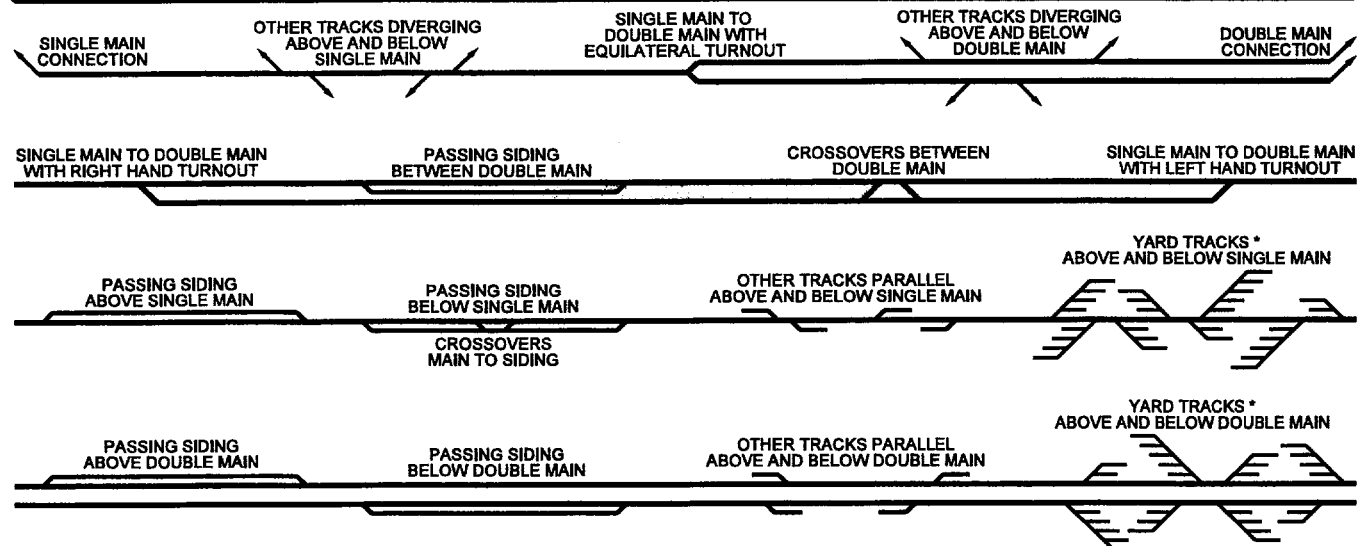 SINGLE MAIN
CONNECTION
OTHER TRACKS DIVERGING
ABOVE AND BELOW
SINGLE MAIN
SINGLE MAIN TO
DOUBLE MAIN WITH
EQUILATERAL TURNOUT
OTHER TRACKS DIVERGING
ABOVE AND BELOW
DOUBLE MAIN
DOUBLE MAIN
CONNECTION
SINGLE MAIN TO DOUBLE MAIN
WITH RIGHT HAND TURNOUT
PASSING SIDING
BETWEEN DOUBLE MAIN
CROSSOVERS BETWEEN
DOUBLE MAIN
SINGLE MAIN TO DOUBLE MAIN
WITH LEFT HAND TURNOUT
PASSING SIDING
ABOVE SINGLE MAIN
PASSING SIDING
BELOW SINGLE MAIN
CROSSOVERS
MAIN TO SIDING
OTHER TRACKS PARALLEL
ABOVE AND BELOW SINGLE MAIN
YARD TRACKS *
ABOVE AND BELOW SINGLE MAIN
PASSING SIDING
ABOVE DOUBLE MAIN
PASSING SIDING
BELOW DOUBLE MAIN
OTHER TRACKS PARALLEL
ABOVE AND BELOW DOUBLE MAIN
YARD TRACKS *
ABOVE AND BELOW DOUBLE MAIN